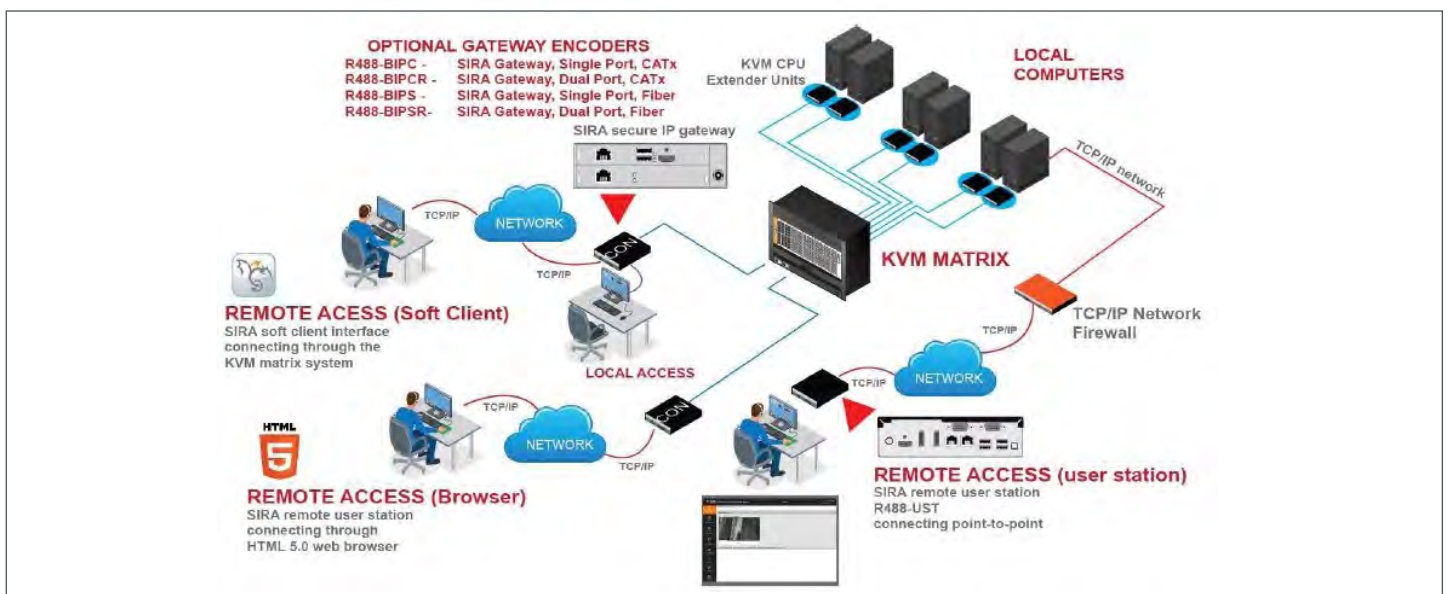 OPTIONAL GATEWAY ENCODERS
R488-BIPC - SIRA Gateway, Single Port, CATx
R488-BIPCR - SIRA Gateway, Dual Port, CATx
R488-BIPS - SIRA Gateway, Single Port, Fiber
R488-BIPSR- SIRA Gateway, Dual Port, Fiber
SIRA secure IP gateway
KVM CPU
Extender Units
LOCAL
COMPUTERS
TCP/IP network
TCP/IP
NETWORK
TCP/IP
CON
KVM MATRIX
REMOTE ACESS (Soft Client)
SIRA soft client interface
connecting through the
KVM matrix system
LOCAL ACCESS
TCP/IP Network
Firewall
TCP/IP
NETWORK
TCP/IP
TCP/IP
NETWORK
TCP/IP
CON
HTML
5
REMOTE ACCESS (Browser)
SIRA remote user station
connecting through
HTML 5.0 web browser
REMOTE ACCESS (user station)
SIRA remote user station
R488-UST
connecting point-to-point